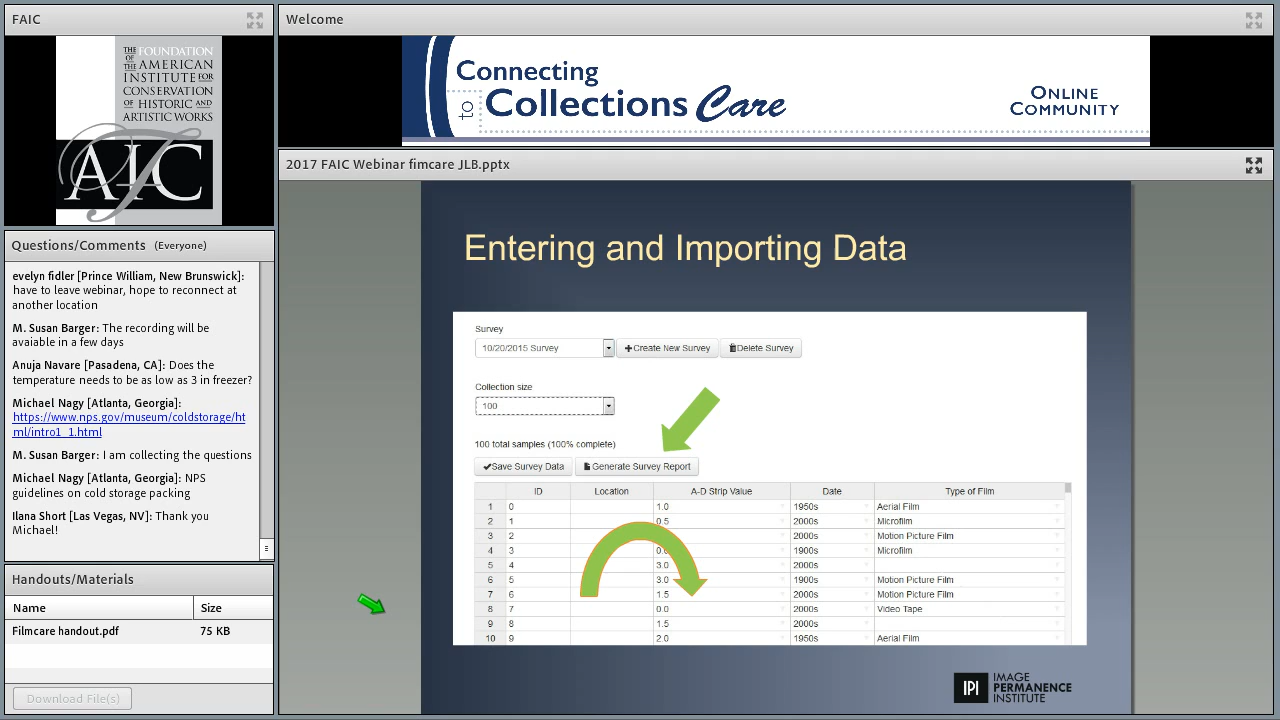 FAIC
THE FOUNDATION
OF THE AMERICAN
INSTITUTE FOR
CONSERVATION
OF HISTORIC AND
ARTISTIC WORKS
FAIC
Questions/Comments (Everyone)
evelyn fidler [Prince William, New Brunswick]:
have to leave webinar, hope to reconnect at
another location
M. Susan Barger: The recording will be
avaiable in a few days
Anuja Navare [Pasadena, CA]: Does the
temperature needs to be as low as 3 in freezer?
Michael Nagy [Atlanta, Georgia]:
https://www.nps.gov/museum/coldstorage/ht
ml/intro1_1.html
M. Susan Barger: I am collecting the questions
Michael Nagy [Atlanta, Georgia]: NPS
guidelines on cold storage packing
Ilana Short [Las Vegas, NV]: Thank you
Michael!
Handouts/Materials
Name Size
Filmcare handout.pdf 75 KB
Download File(s)
Welcome
Connecting
to Collections Care
ONLINE
COMMUNITY
2017 FAIC Webinar fimcare JLB.pptx
Entering and Importing Data
Survey
10/20/2015 Survey Create New Survey Delete Survey
Collection size
100
100 total samples (100% complete)
Save Survey Data Generate Survey Report
ID Location A-D Strip Value Date Type of Film
1 0 1.0 1950s Aerial Film
2 1 0.5 2000s Microfilm
3 2 2000s Motion Picture Film
4 3 1900s Microfilm
5 4 3.0 2000s
6 5 3.0 1900s Motion Picture Film
7 6 1.5 2000s Motion Picture Film
8 7 0.0 2000s Video Tape
9 8 1.5 2000s
10 9 2.0 1950s Aerial Film
IPI
IMAGE
PERMANENCE
INSTITUTE